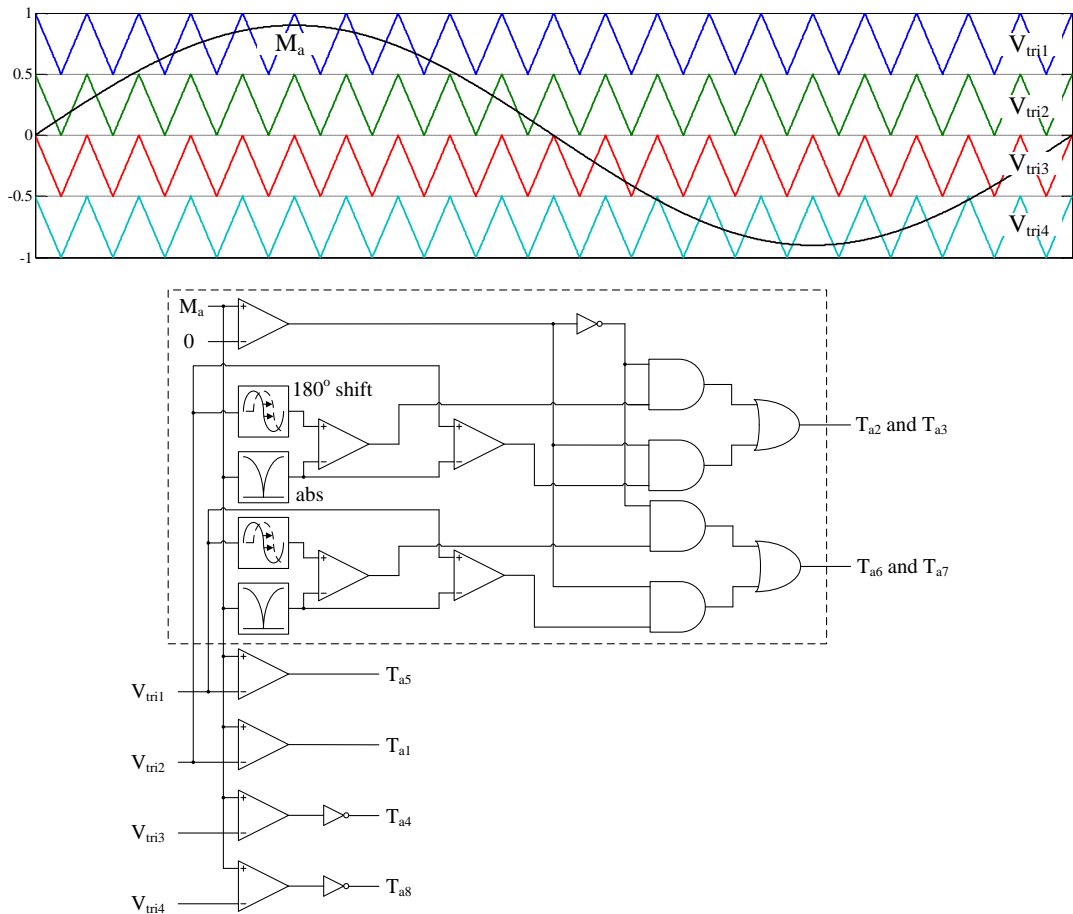 1
0.5
0
-0.5
-1
Mₐ
Vₜᵣᵢ₁
Vₜᵣᵢ₂
Vₜᵣᵢ₃
Vₜᵣᵢ₄
Mₐ
0
+
−
180° shift
+
−
+
−
abs
+
−
+
−
Tₐ₂ and Tₐ₃
Tₐ₆ and Tₐ₇
Vₜᵣᵢ₁
+
−
Tₐ₅
Vₜᵣᵢ₂
+
−
Tₐ₁
Vₜᵣᵢ₃
+
−
Tₐ₄
Vₜᵣᵢ₄
+
−
Tₐ₈